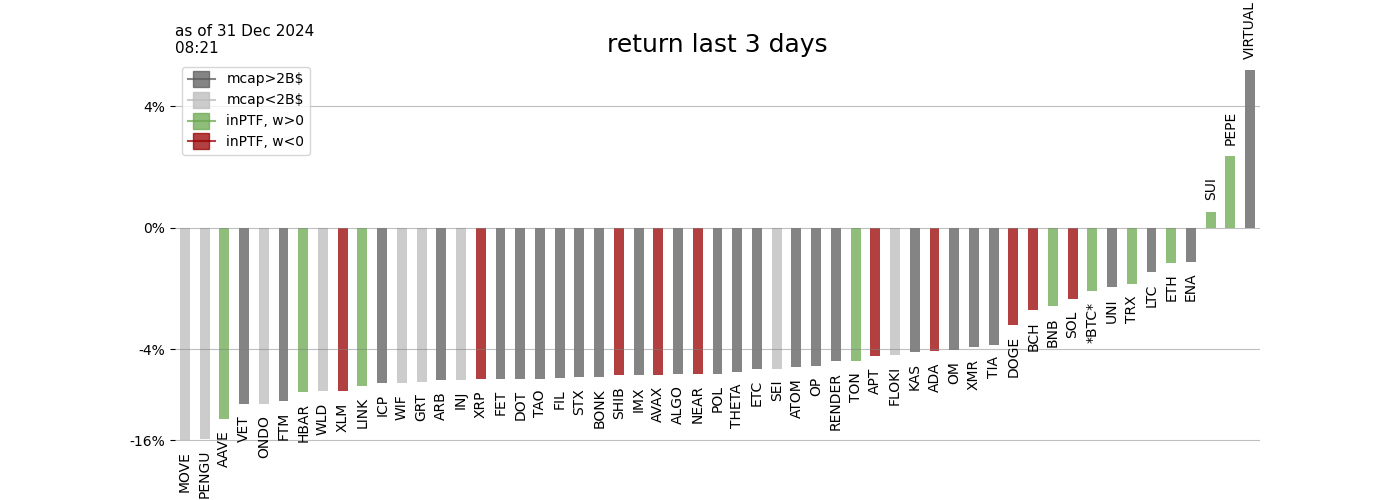 as of 31 Dec 2024
08:21
return last 3 days
mcap>2B$
mcap<2B$
inPTF, w>0
inPTF, w<0
4%
0%
-4%
-16%
MOVE
PENGU
AAVE
VET
ONDO
FTM
HBAR
WLD
XLM
LINK
ICP
WIF
GRT
ARB
INJ
XRP
FET
DOT
TAO
FIL
STX
BONK
SHIB
IMX
AVAX
ALGO
NEAR
POL
THETA
ETC
SEI
ATOM
OP
RENDER
TON
APT
FLOKI
KAS
ADA
OM
XMR
TIA
DOGE
BCH
BNB
SOL
*BTC*
UNI
TRX
LTC
ETH
ENA
SUI
PEPE
VIRTUAL